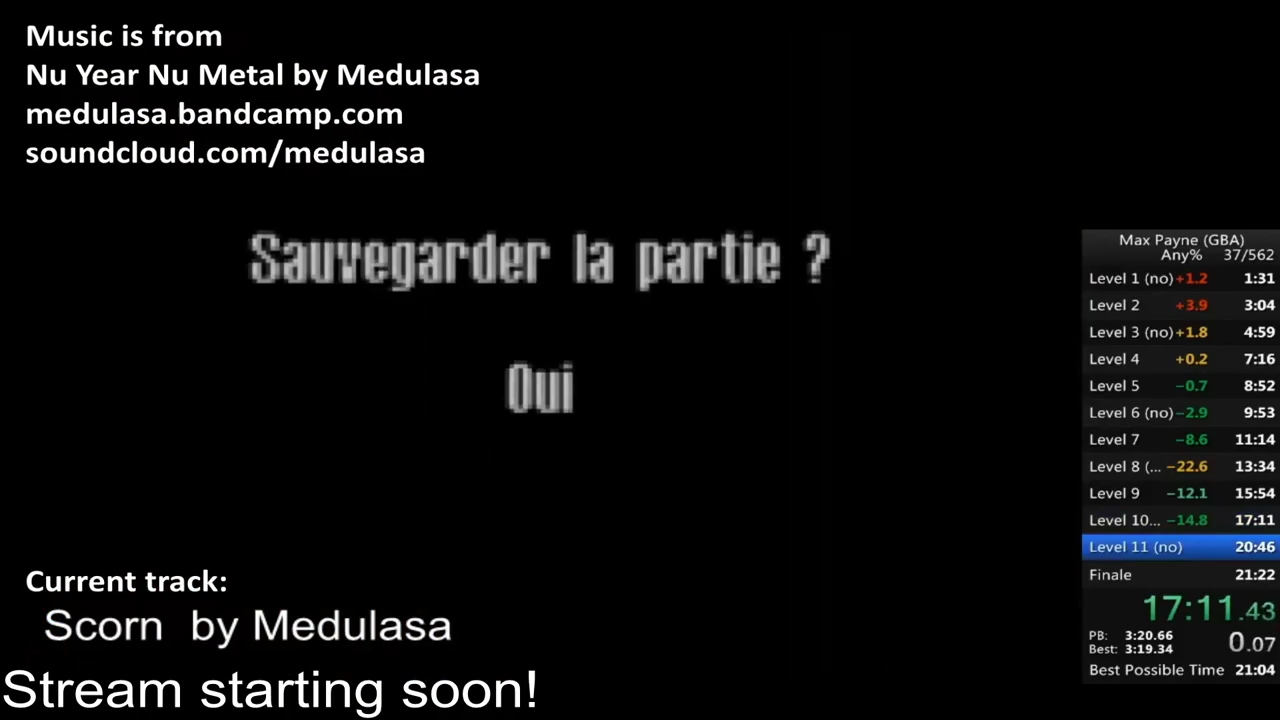 Music is from
Nu Year Nu Metal by Medulasa
medulasa.bandcamp.com
soundcloud.com/medulasa
Sauvegarder la partie ?
Oui
Current track:
Scorn by Medulasa
Stream starting soon!
Max Payne (GBA)
Any% 37/562
Level 1 (no) +1.2 1:31
Level 2 +3.9 3:04
Level 3 (no) +1.8 4:59
Level 4 +0.2 7:16
Level 5 −0.7 8:52
Level 6 (no) −2.9 9:53
Level 7 −8.6 11:14
Level 8 (... −22.6 13:34
Level 9 −12.1 15:54
Level 10... −14.8 17:11
Level 11 (no) 20:46
Finale 21:22
17:11.43
PB: 3:20.66
Best: 3:19.34
0.07
Best Possible Time 21:04